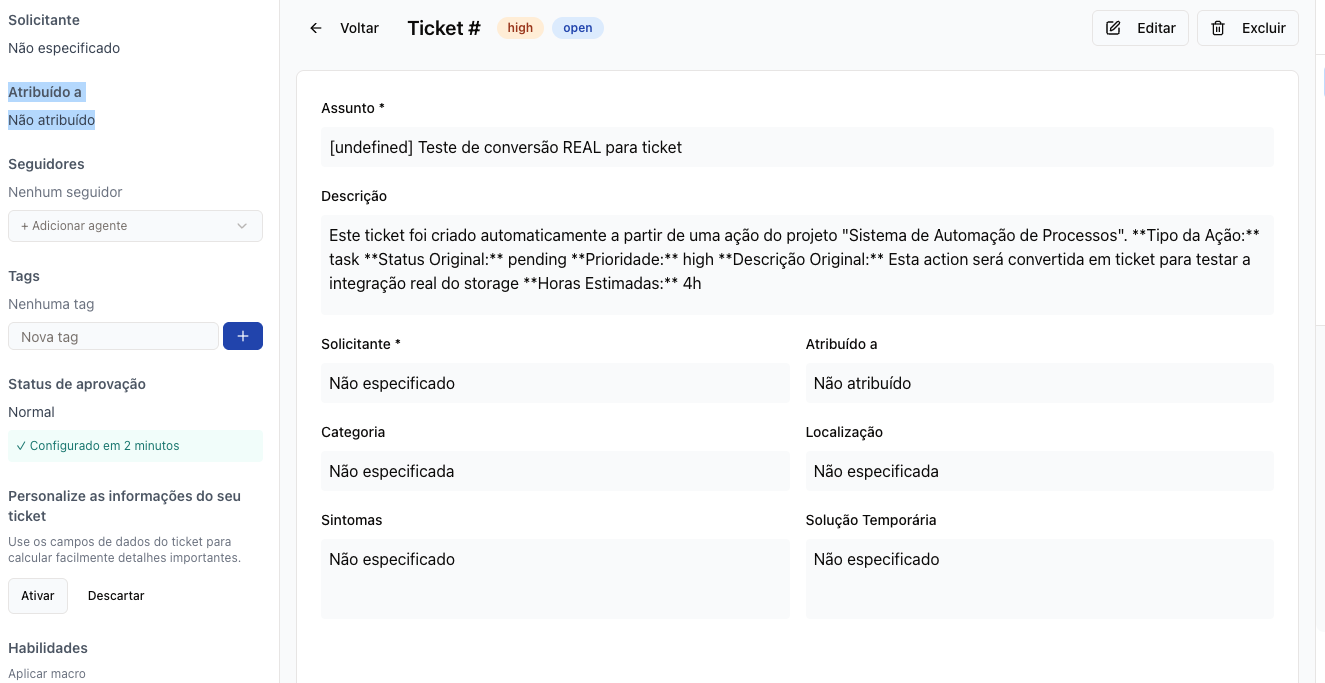 Solicitante
Não especificado
Atribuído a
Não atribuído
Seguidores
Nenhum seguidor
+ Adicionar agente
Tags
Nenhuma tag
Nova tag
+
Status de aprovação
Normal
✓ Configurado em 2 minutos
Personalize as informações do seu
ticket
Use os campos de dados do ticket para
calcular facilmente detalhes importantes.
Ativar Descartar
Habilidades
Aplicar macro
← Voltar Ticket # high open Editar Excluir
Assunto *
[undefined] Teste de conversão REAL para ticket
Descrição
Este ticket foi criado automaticamente a partir de uma ação do projeto "Sistema de Automação de Processos". **Tipo da Ação:**
task **Status Original:** pending **Prioridade:** high **Descrição Original:** Esta action será convertida em ticket para testar a
integração real do storage **Horas Estimadas:** 4h
Solicitante * Atribuído a
Não especificado Não atribuído
Categoria Localização
Não especificada Não especificada
Sintomas Solução Temporária
Não especificado Não especificado